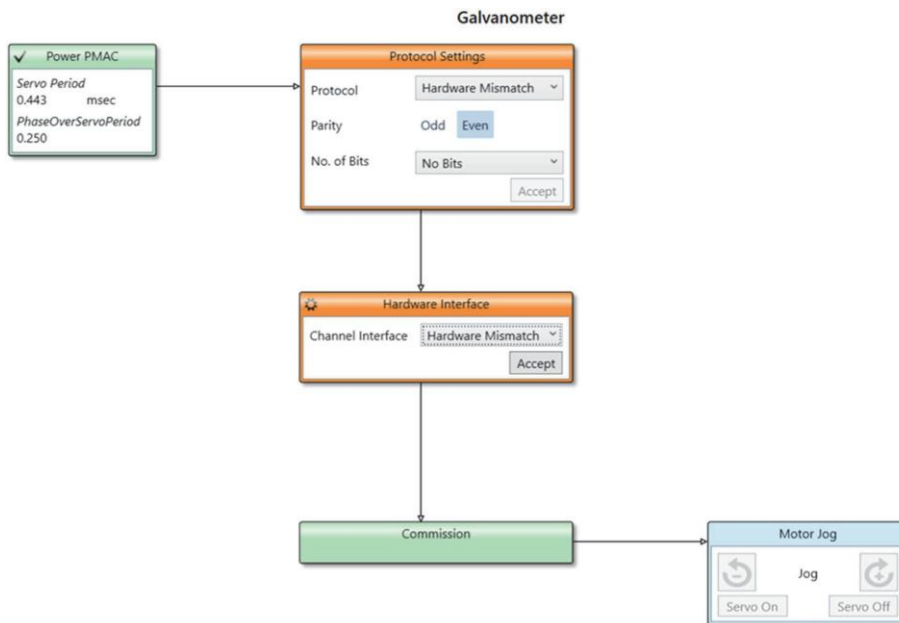 Galvanometer
Power PMAC
Servo Period
0.443 msec
PhaseOverServoPeriod
0.250
Protocol Settings
Protocol Hardware Mismatch
Parity Odd Even
No. of Bits No Bits
Accept
Hardware Interface
Channel Interface Hardware Mismatch
Accept
Commission
Motor Jog
Jog
Servo On Servo Off